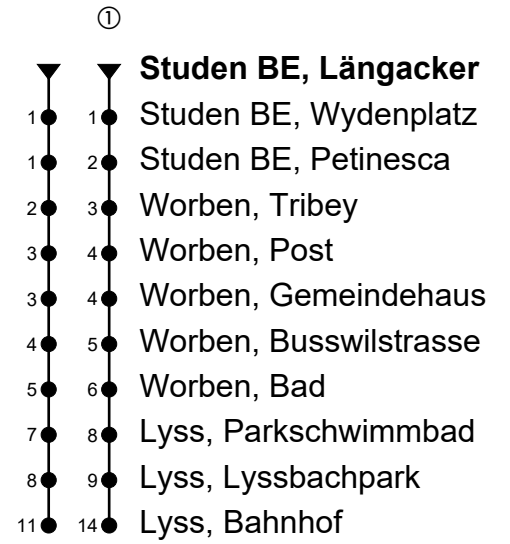 ①
Studen BE, Längacker
1 1 Studen BE, Wydenplatz
1 2 Studen BE, Petinesca
2 3 Worben, Tribey
3 4 Worben, Post
3 4 Worben, Gemeindehaus
4 5 Worben, Busswilstrasse
5 6 Worben, Bad
7 8 Lyss, Parkschwimmbad
8 9 Lyss, Lyssbachpark
11 14 Lyss, Bahnhof